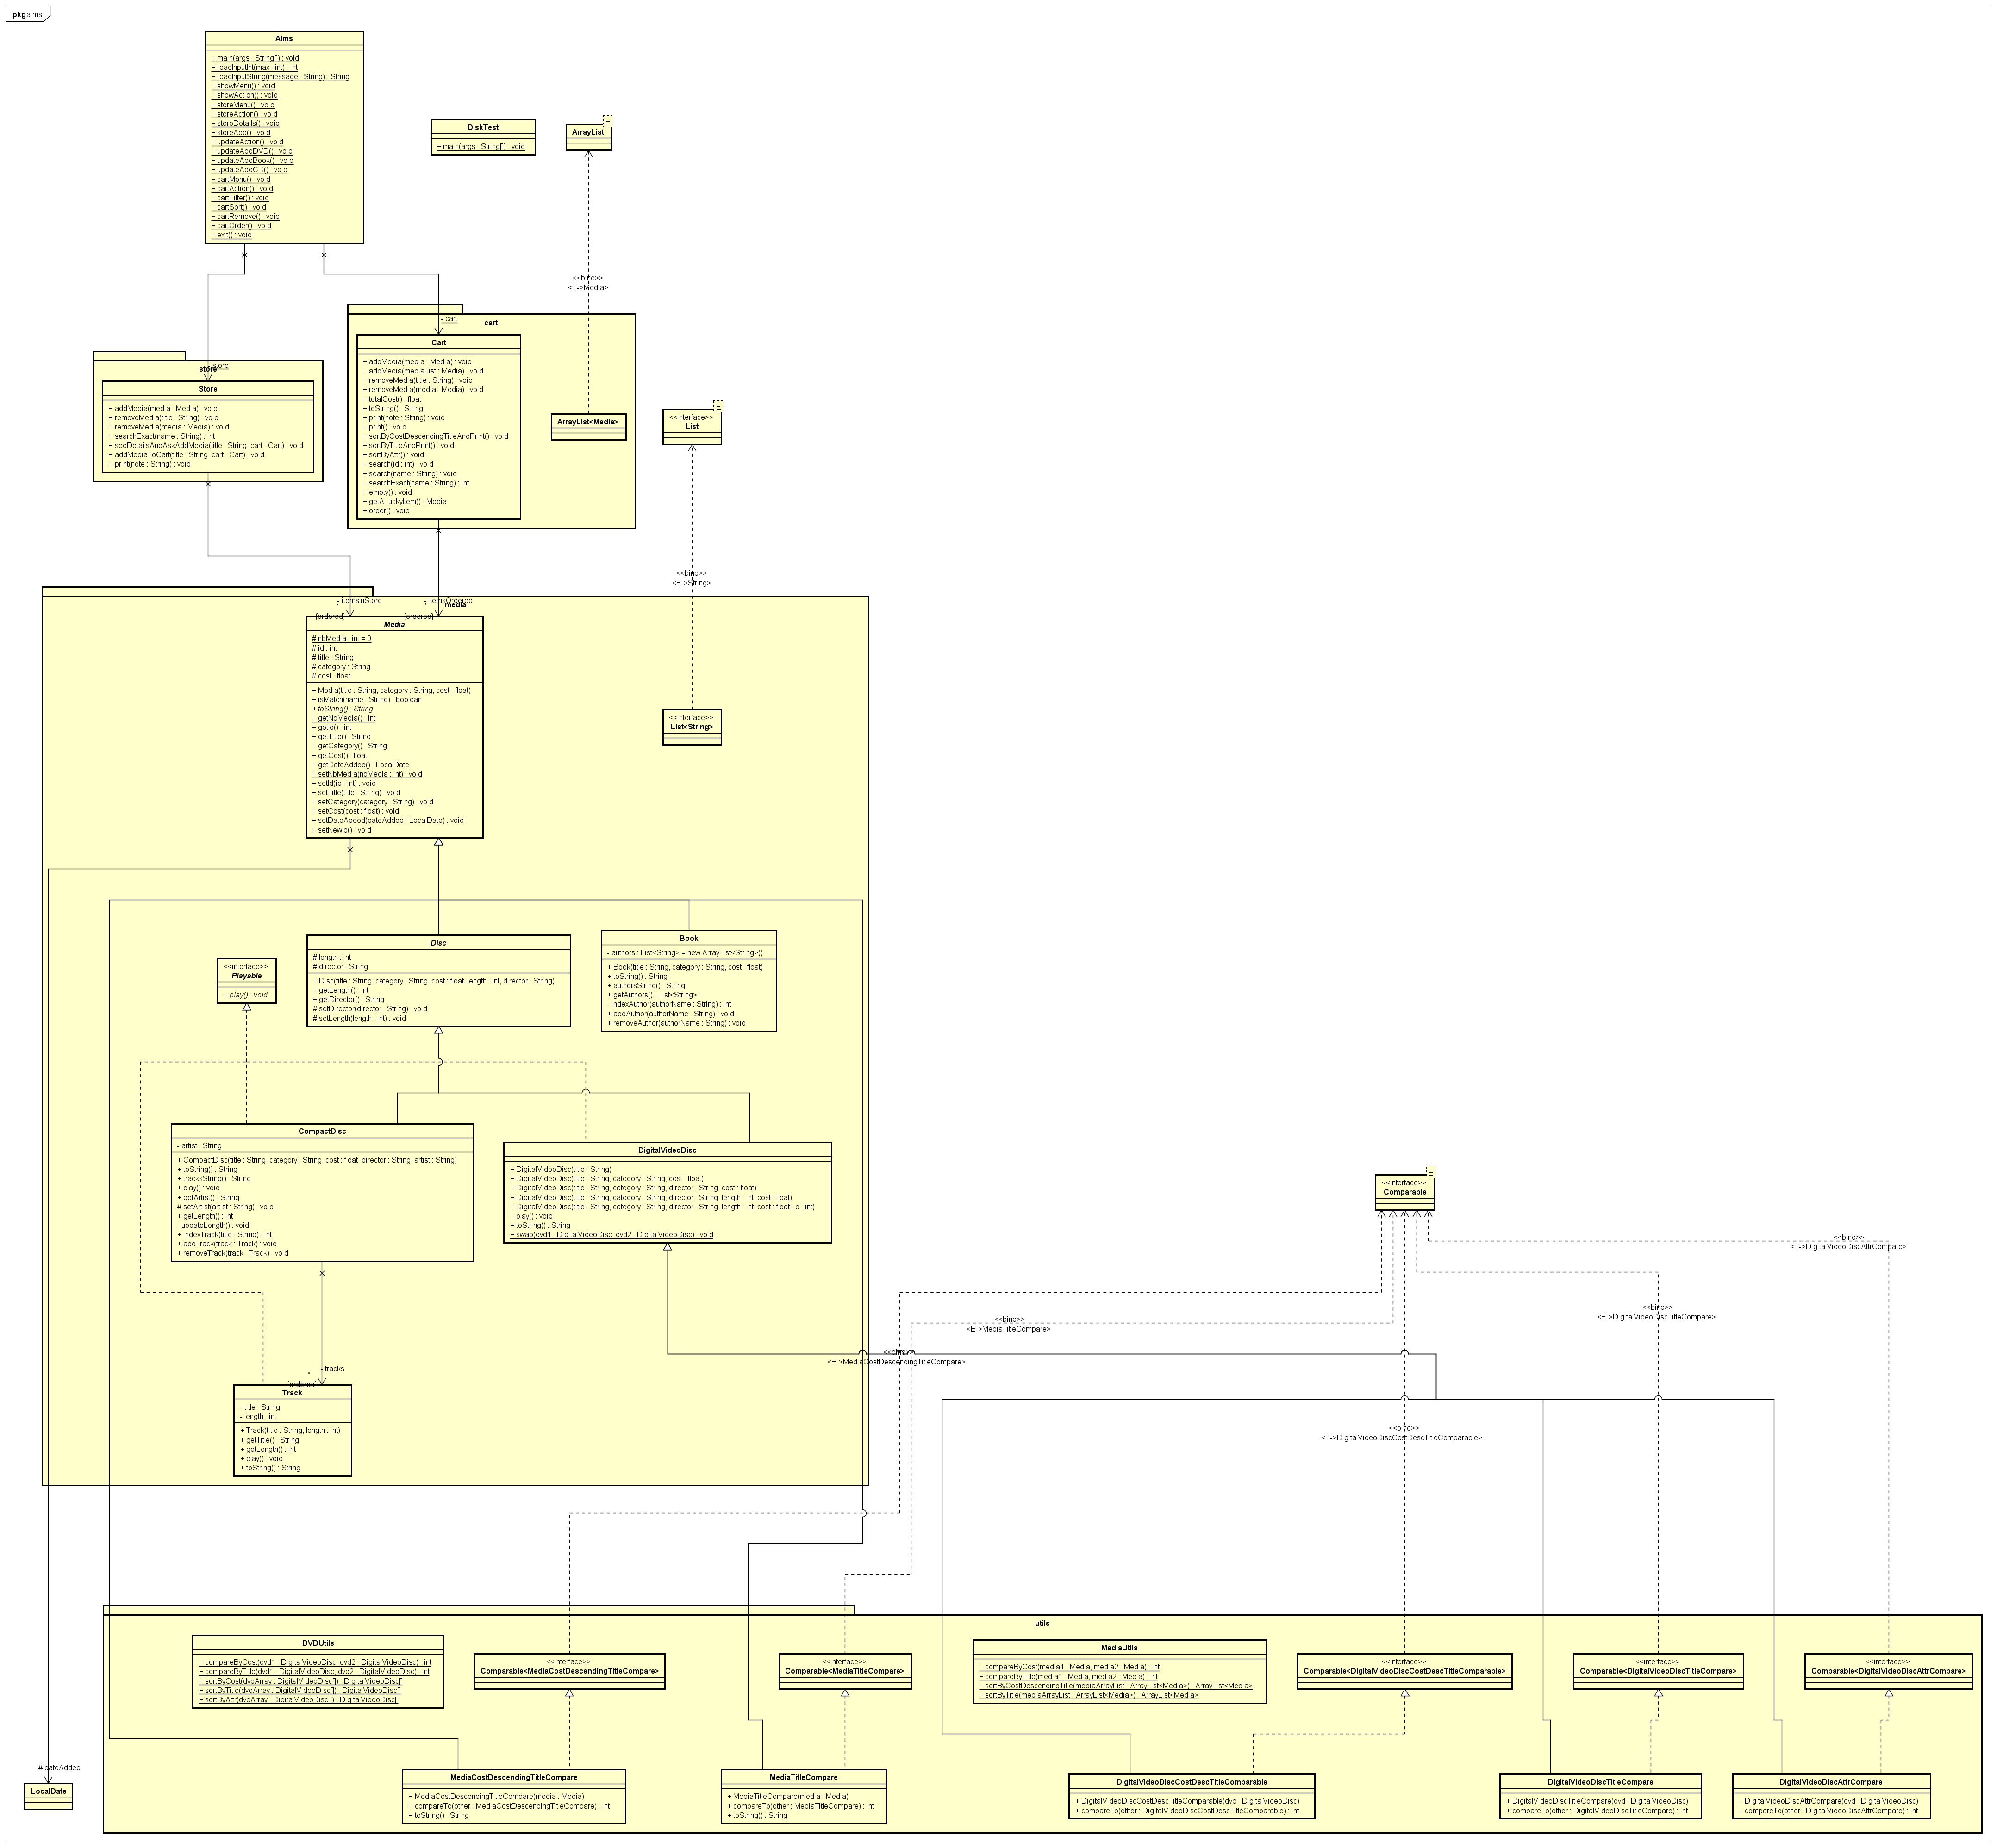 pkg aims
Aims
+ main(args : String[]) : void
+ readInputInt(max : int) : int
+ readInputString(message : String) : String
+ showMenu() : void
+ showAction() : void
+ storeMenu() : void
+ storeAction() : void
+ storeDetails() : void
+ storeAdd() : void
+ updateAction() : void
+ updateAddDVD() : void
+ updateAddBook() : void
+ updateAddCD() : void
+ cartMenu() : void
+ cartAction() : void
+ cartFilter() : void
+ cartSort() : void
+ cartRemove() : void
+ cartOrder() : void
+ exit() : void
DiskTest
+ main(args : String[]) : void
E
ArrayList
<<bind>>
<E->Media>
- cart
cart
Cart
+ addMedia(media : Media) : void
+ addMedia(mediaList : Media) : void
+ removeMedia(title : String) : void
+ removeMedia(media : Media) : void
+ totalCost() : float
+ toString() : String
+ print(note : String) : void
+ print() : void
+ sortByCostDescendingTitleAndPrint() : void
+ sortByTitleAndPrint() : void
+ sortByAttr() : void
+ search(id : int) : void
+ search(name : String) : void
+ searchExact(name : String) : int
+ empty() : void
+ getALuckyItem() : Media
+ order() : void
ArrayList<Media>
- store
store
Store
+ addMedia(media : Media) : void
+ removeMedia(title : String) : void
+ removeMedia(media : Media) : void
+ searchExact(name : String) : int
+ seeDetailsAndAskAddMedia(title : String, cart : Cart) : void
+ addMediaToCart(title : String, cart : Cart) : void
+ print(note : String) : void
E
<<interface>>
List
<<bind>>
<E->String>
<<interface>>
List<String>
- itemsInStore
*
{ordered}
- itemsOrdered
*
{ordered}
media
Media
# nbMedia : int = 0
# id : int
# title : String
# category : String
# cost : float
+ Media(title : String, category : String, cost : float)
+ isMatch(name : String) : boolean
+ toString() : String
+ getNbMedia() : int
+ getId() : int
+ getTitle() : String
+ getCategory() : String
+ getCost() : float
+ getDateAdded() : LocalDate
+ setNbMedia(nbMedia : int) : void
+ setId(id : int) : void
+ setTitle(title : String) : void
+ setCategory(category : String) : void
+ setCost(cost : float) : void
+ setDateAdded(dateAdded : LocalDate) : void
+ setNewId() : void
<<interface>>
Playable
+ play() : void
Disc
# length : int
# director : String
+ Disc(title : String, category : String, cost : float, length : int, director : String)
+ getLength() : int
+ getDirector() : String
# setDirector(director : String) : void
# setLength(length : int) : void
Book
- authors : List<String> = new ArrayList<String>()
+ Book(title : String, category : String, cost : float)
+ toString() : String
+ authorsString() : String
+ getAuthors() : List<String>
- indexAuthor(authorName : String) : int
+ addAuthor(authorName : String) : void
+ removeAuthor(authorName : String) : void
CompactDisc
- artist : String
+ CompactDisc(title : String, category : String, cost : float, director : String, artist : String)
+ toString() : String
+ tracksString() : String
+ play() : void
+ getArtist() : String
# setArtist(artist : String) : void
+ getLength() : int
- updateLength() : void
+ indexTrack(title : String) : int
+ addTrack(track : Track) : void
+ removeTrack(track : Track) : void
DigitalVideoDisc
+ DigitalVideoDisc(title : String)
+ DigitalVideoDisc(title : String, category : String, cost : float)
+ DigitalVideoDisc(title : String, category : String, director : String, cost : float)
+ DigitalVideoDisc(title : String, category : String, director : String, length : int, cost : float)
+ DigitalVideoDisc(title : String, category : String, director : String, length : int, cost : float, id : int)
+ play() : void
+ toString() : String
+ swap(dvd1 : DigitalVideoDisc, dvd2 : DigitalVideoDisc) : void
- tracks
*
{ordered}
Track
- title : String
- length : int
+ Track(title : String, length : int)
+ getTitle() : String
+ getLength() : int
+ play() : void
+ toString() : String
E
<<interface>>
Comparable
<<bind>>
<E->DigitalVideoDiscAttrCompare>
<<bind>>
<E->DigitalVideoDiscTitleCompare>
<<bind>>
<E->MediaTitleCompare>
<<bind>>
<E->MediaCostDescendingTitleCompare>
<<bind>>
<E->DigitalVideoDiscCostDescTitleComparable>
utils
DVDUtils
+ compareByCost(dvd1 : DigitalVideoDisc, dvd2 : DigitalVideoDisc) : int
+ compareByTitle(dvd1 : DigitalVideoDisc, dvd2 : DigitalVideoDisc) : int
+ sortByCost(dvdArray : DigitalVideoDisc[]) : DigitalVideoDisc[]
+ sortByTitle(dvdArray : DigitalVideoDisc[]) : DigitalVideoDisc[]
+ sortByAttr(dvdArray : DigitalVideoDisc[]) : DigitalVideoDisc[]
<<interface>>
Comparable<MediaCostDescendingTitleCompare>
<<interface>>
Comparable<MediaTitleCompare>
MediaUtils
+ compareByCost(media1 : Media, media2 : Media) : int
+ compareByTitle(media1 : Media, media2 : Media) : int
+ sortByCostDescendingTitle(mediaArrayList : ArrayList<Media>) : ArrayList<Media>
+ sortByTitle(mediaArrayList : ArrayList<Media>) : ArrayList<Media>
<<interface>>
Comparable<DigitalVideoDiscCostDescTitleComparable>
<<interface>>
Comparable<DigitalVideoDiscTitleCompare>
<<interface>>
Comparable<DigitalVideoDiscAttrCompare>
# dateAdded
LocalDate
MediaCostDescendingTitleCompare
+ MediaCostDescendingTitleCompare(media : Media)
+ compareTo(other : MediaCostDescendingTitleCompare) : int
+ toString() : String
MediaTitleCompare
+ MediaTitleCompare(media : Media)
+ compareTo(other : MediaTitleCompare) : int
+ toString() : String
DigitalVideoDiscCostDescTitleComparable
+ DigitalVideoDiscCostDescTitleComparable(dvd : DigitalVideoDisc)
+ compareTo(other : DigitalVideoDiscCostDescTitleComparable) : int
DigitalVideoDiscTitleCompare
+ DigitalVideoDiscTitleCompare(dvd : DigitalVideoDisc)
+ compareTo(other : DigitalVideoDiscTitleCompare) : int
DigitalVideoDiscAttrCompare
+ DigitalVideoDiscAttrCompare(dvd : DigitalVideoDisc)
+ compareTo(other : DigitalVideoDiscAttrCompare) : int